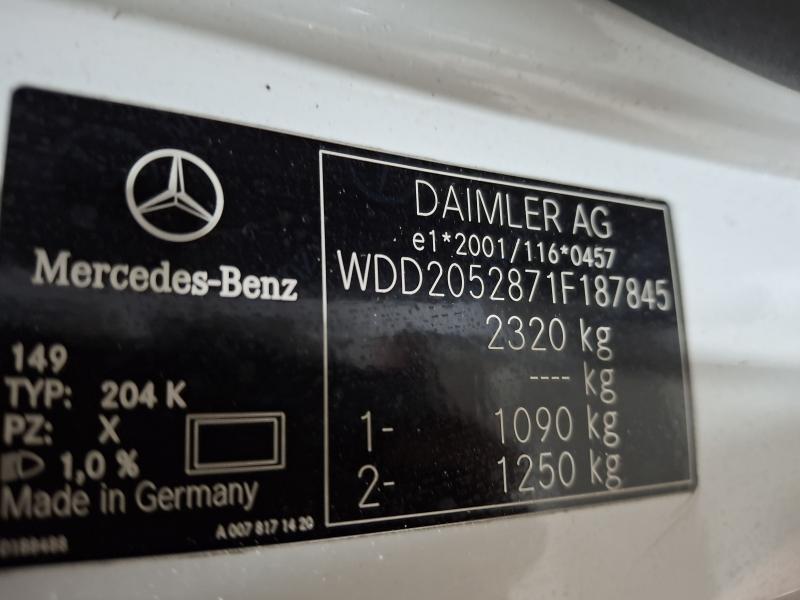 Mercedes-Benz
149
TYP: 204 K
PZ: X
1,0 %
Made in Germany
A 007 817 14 20
DAIMLER AG
e1*2001/116*0457
WDD2052871F187845
2320 kg
---- kg
1- 1090 kg
2- 1250 kg